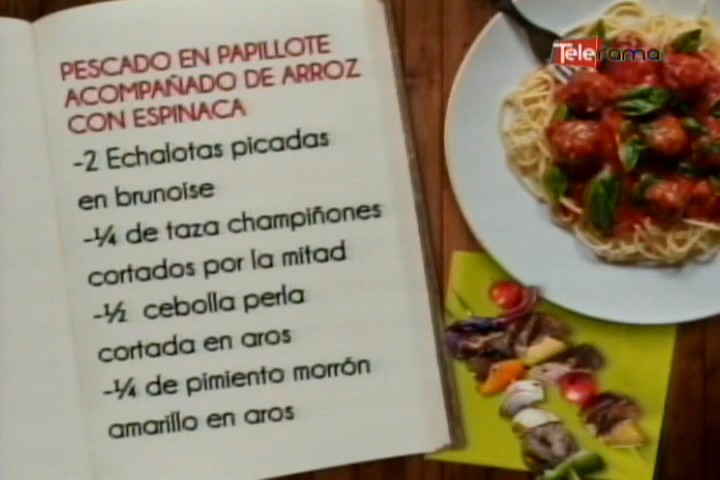 Telerama
PESCADO EN PAPILLOTE
ACOMPAÑADO DE ARROZ
CON ESPINACA
-2 Echalotas picadas
en brunoise
-¼ de taza champiñones
cortados por la mitad
-½ cebolla perla
cortada en aros
-¼ de pimiento morrón
amarillo en aros